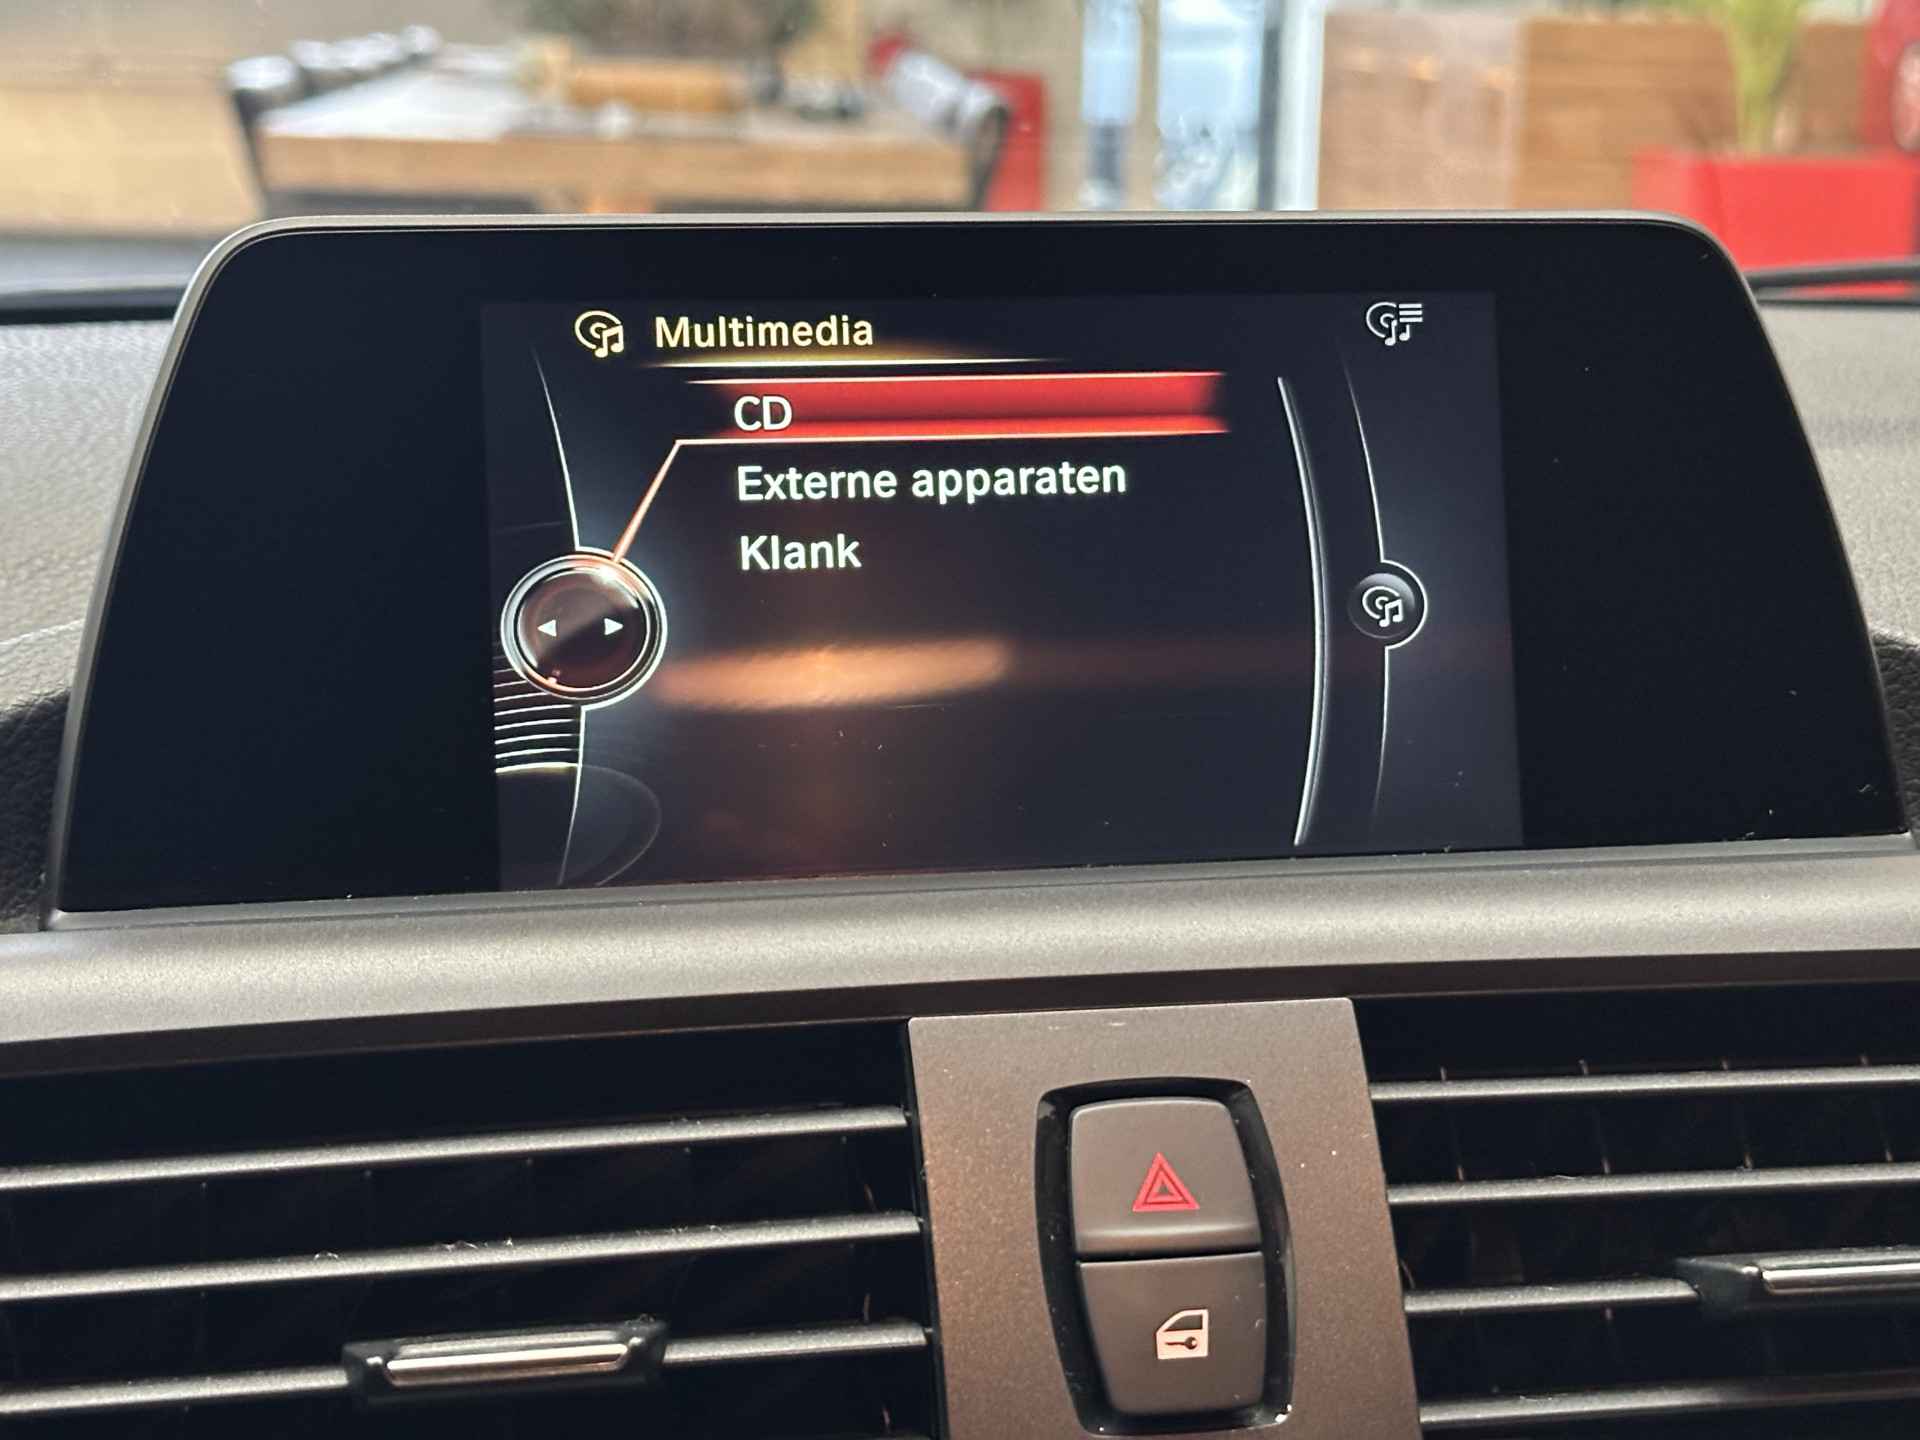 Multimedia
CD
Externe apparaten
Klank